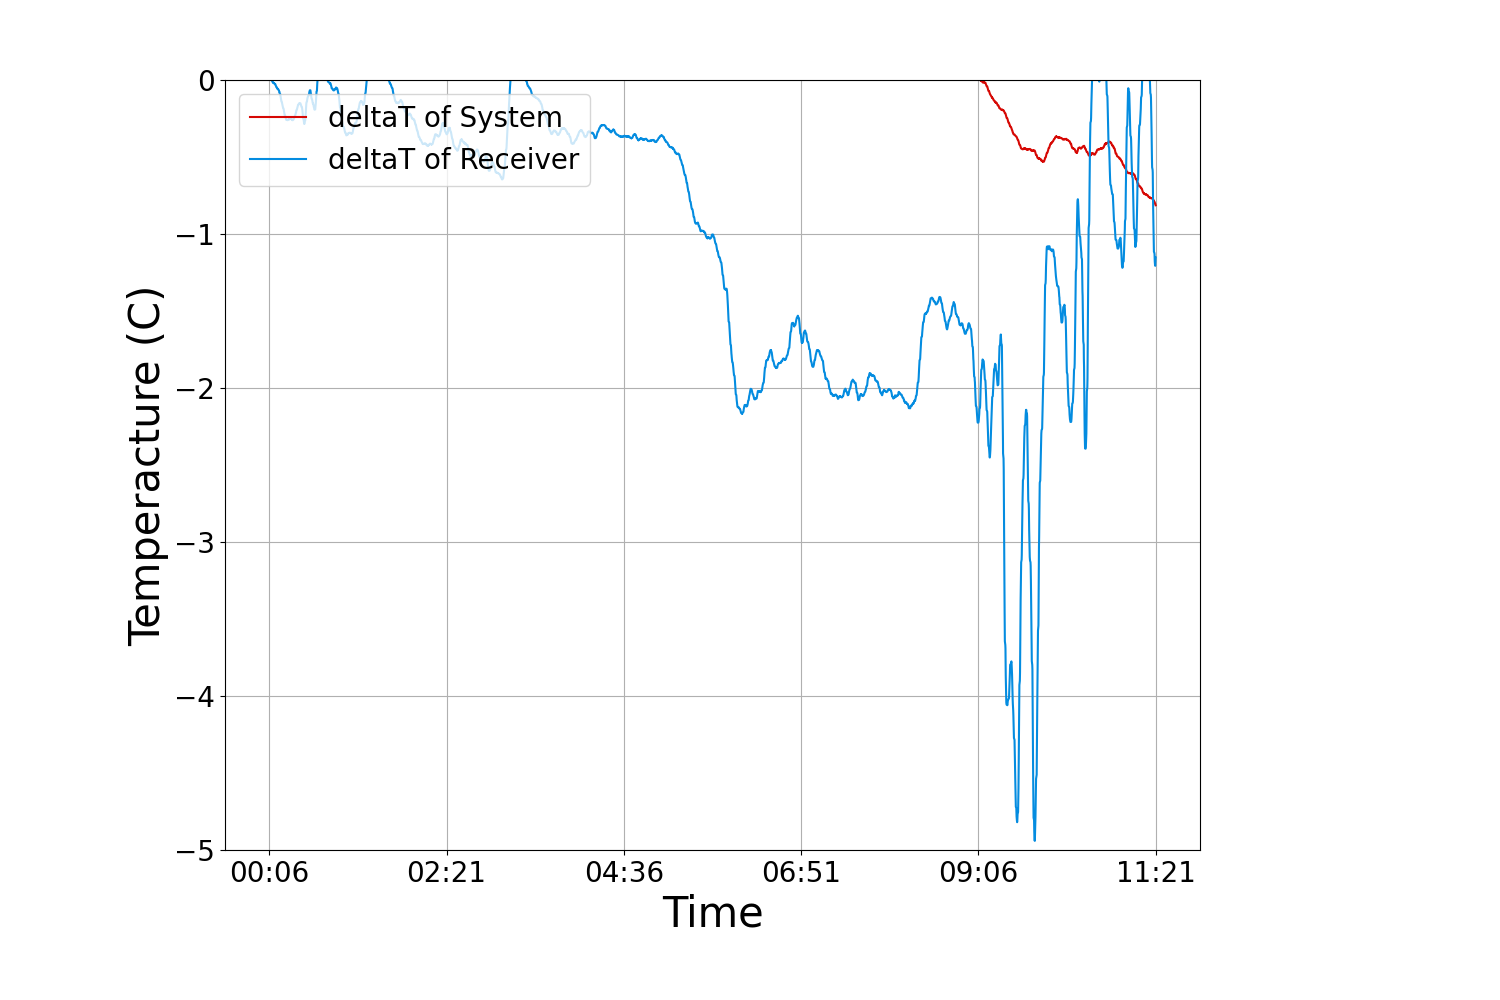 0
−1
−2
−3
−4
−5
Temperacture (C)
deltaT of System
deltaT of Receiver
00:06 02:21 04:36 06:51 09:06 11:21
Time